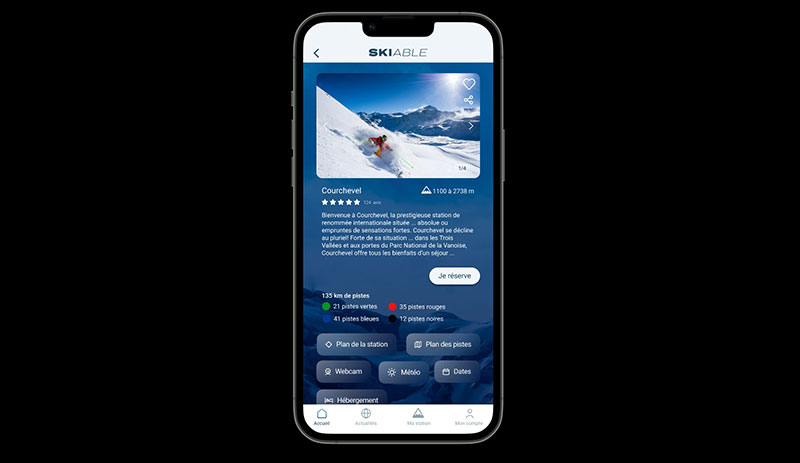 SKIABLE
1/4
Courchevel
1100 à 2738 m
124 avis
Bienvenue à Courchevel, la prestigieuse station de
renommée internationale située ... absolue ou
empruntes de sensations fortes. Courchevel se décline
au pluriel! Forte de sa situation ... dans les Trois
Vallées et aux portes du Parc National de la Vanoise,
Courchevel offre tous les bienfaits d'un séjour ...
Je réserve
135 km de pistes
21 pistes vertes
35 pistes rouges
41 pistes bleues
12 pistes noires
Plan de la station
Plan des pistes
Webcam
Météo
Dates
Hébergement
Accueil
Actualités
Ma station
Mon compte